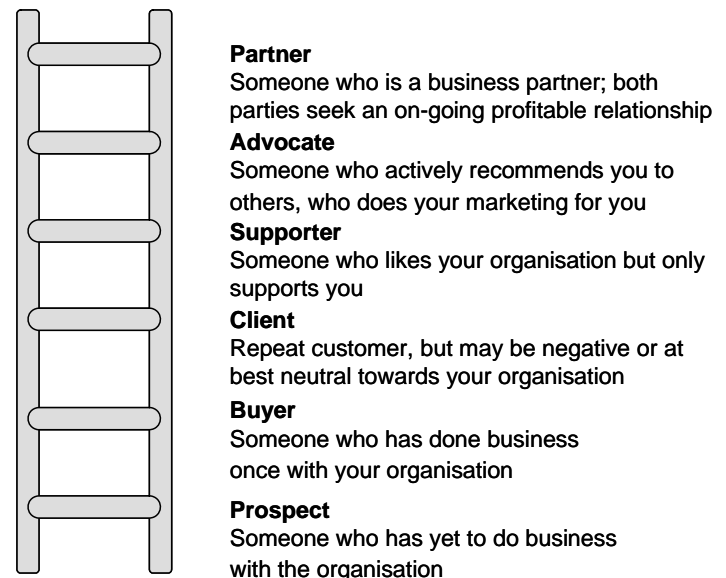 Partner
Someone who is a business partner; both
parties seek an on-going profitable relationship
Advocate
Someone who actively recommends you to
others, who does your marketing for you
Supporter
Someone who likes your organisation but only
supports you
Client
Repeat customer, but may be negative or at
best neutral towards your organisation
Buyer
Someone who has done business
once with your organisation
Prospect
Someone who has yet to do business
with the organisation